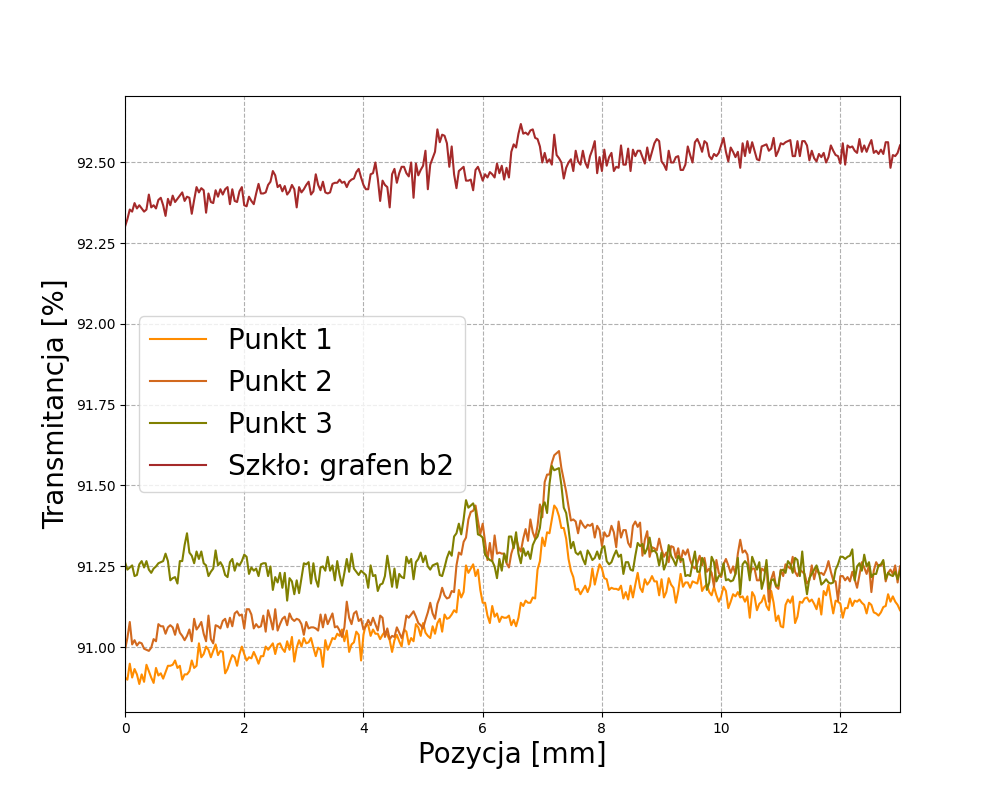 92.50
92.25
92.00
91.75
91.50
91.25
91.00
Transmitancja [%]
Punkt 1
Punkt 2
Punkt 3
Szkło: grafen b2
0 2 4 6 8 10 12
Pozycja [mm]